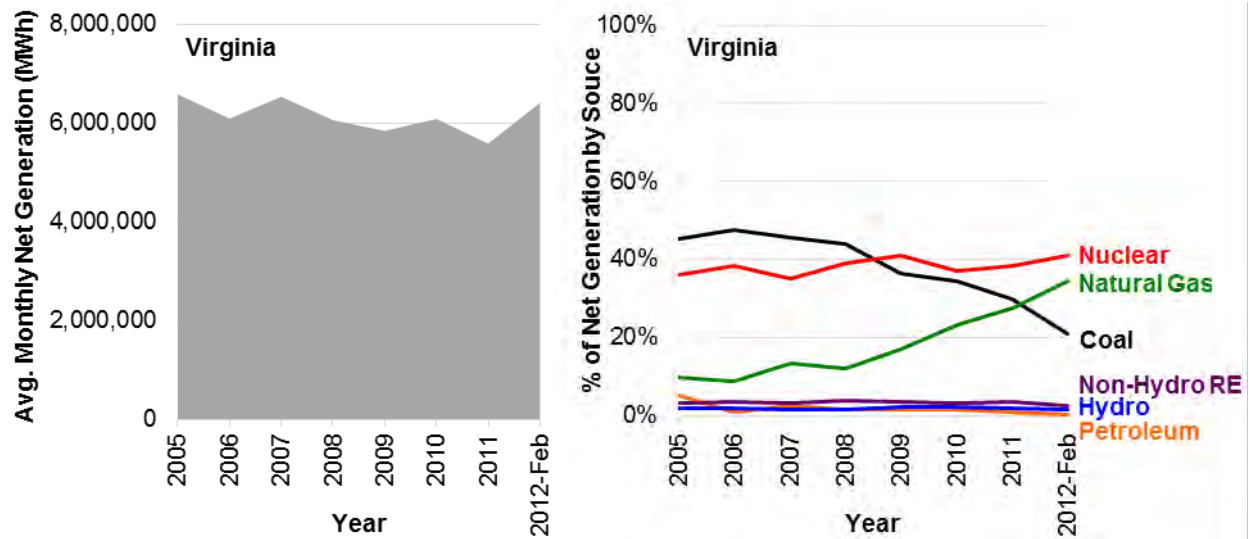 Avg. Monthly Net Generation (MWh)
8,000,000
6,000,000
4,000,000
2,000,000
0
Virginia
2005
2006
2007
2008
2009
2010
2011
2012-Feb
Year
% of Net Generation by Souce
100%
80%
60%
40%
20%
0%
Virginia
Nuclear
Natural Gas
Coal
Non-Hydro RE
Hydro
Petroleum
2005
2006
2007
2008
2009
2010
2011
2012-Feb
Year